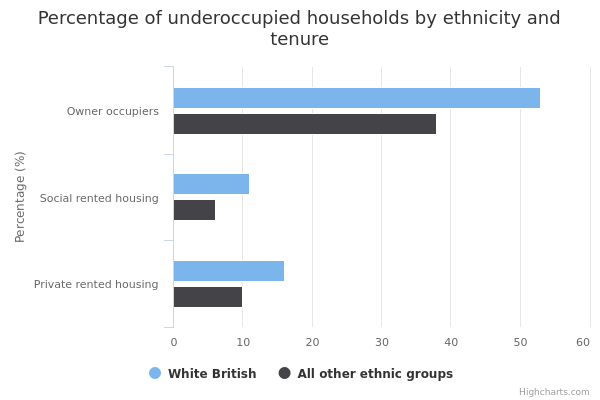 Percentage of underoccupied households by ethnicity and
tenure
Percentage (%)
Owner occupiers
Social rented housing
Private rented housing
0 10 20 30 40 50 60
White British All other ethnic groups
Highcharts.com